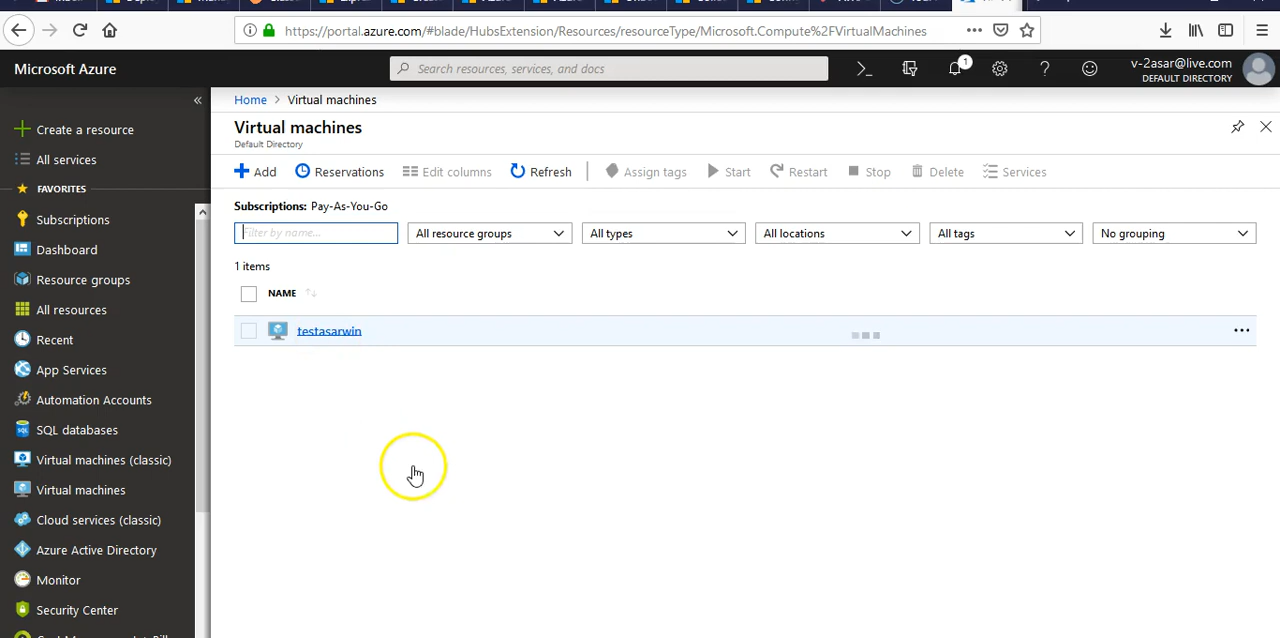 https://portal.azure.com/#blade/HubsExtension/Resources/resourceType/Microsoft.Compute%2FVirtualMachines
Microsoft Azure
Search resources, services, and docs
1
v-2asar@live.com
DEFAULT DIRECTORY
Home > Virtual machines
Create a resource
All services
FAVORITES
Subscriptions
Dashboard
Resource groups
All resources
Recent
App Services
Automation Accounts
SQL databases
Virtual machines (classic)
Virtual machines
Cloud services (classic)
Azure Active Directory
Monitor
Security Center
Virtual machines
Default Directory
Add Reservations Edit columns Refresh Assign tags Start Restart Stop Delete Services
Subscriptions: Pay-As-You-Go
Filter by name... All resource groups All types All locations All tags No grouping
1 items
NAME
testasarwin